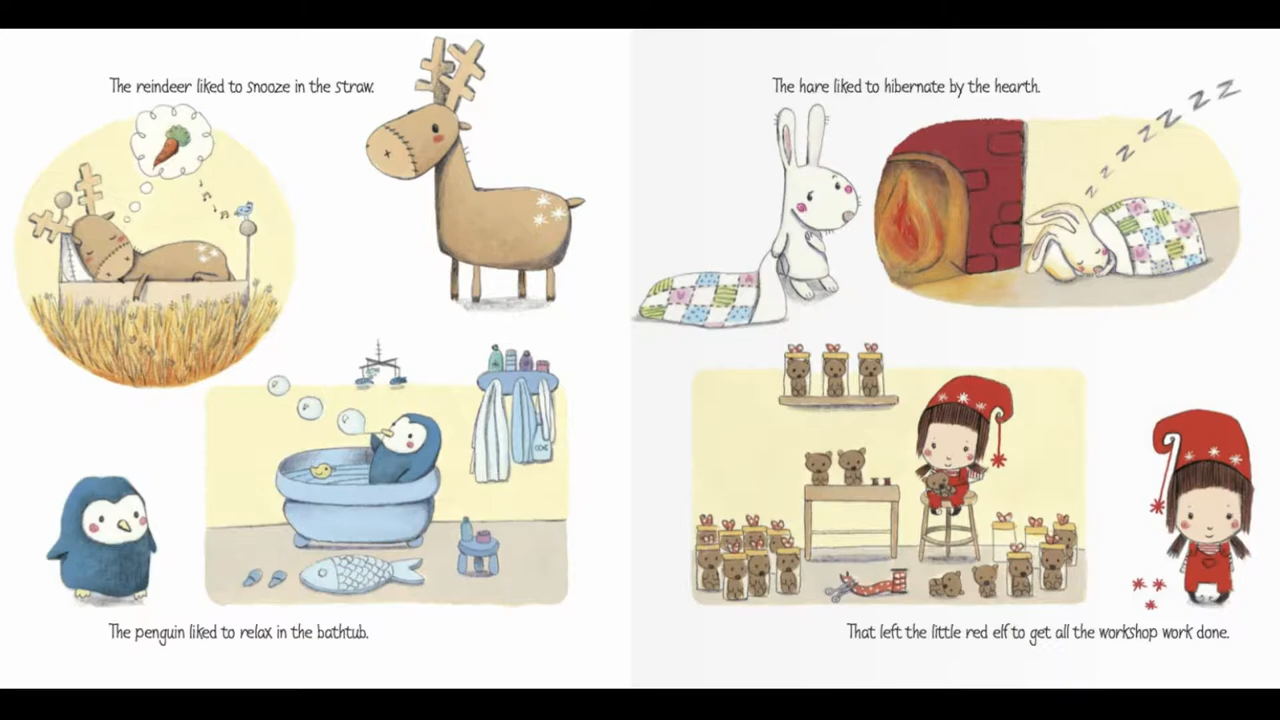 The reindeer liked to snooze in the straw.
The penguin liked to relax in the bathtub.
The hare liked to hibernate by the hearth.
Z Z Z Z Z Z Z
That left the little red elf to get all the workshop work done.